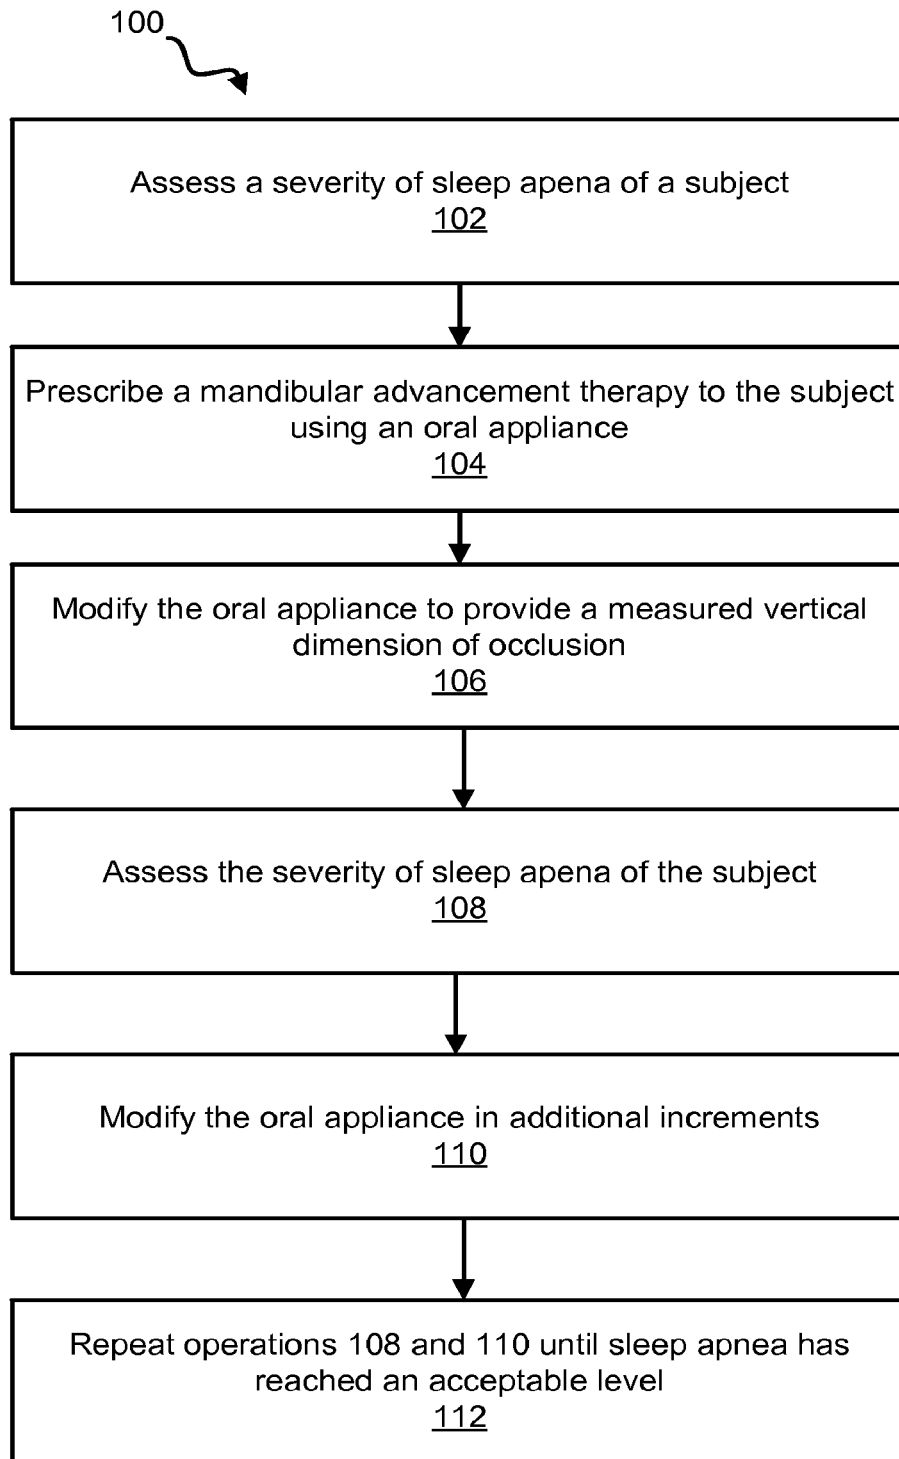 100
Assess a severity of sleep apena of a subject
102
Prescribe a mandibular advancement therapy to the subject
using an oral appliance
104
Modify the oral appliance to provide a measured vertical
dimension of occlusion
106
Assess the severity of sleep apena of the subject
108
Modify the oral appliance in additional increments
110
Repeat operations 108 and 110 until sleep apnea has
reached an acceptable level
112